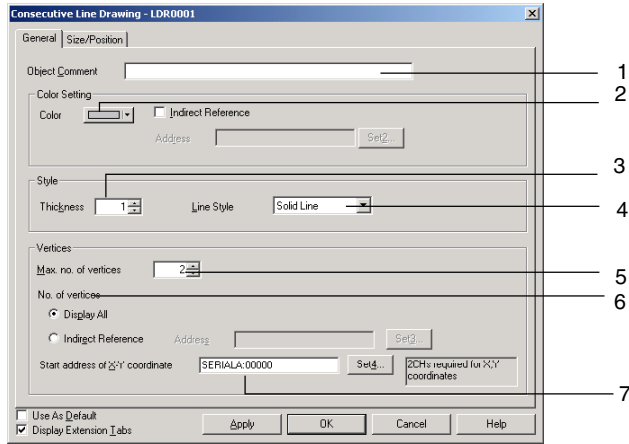 Consecutive Line Drawing - LDR0001
General Size/Position
Object Comment 1
Color Setting 2
Color Indirect Reference
Address Set2...
Style 3
Thickness 1 Line Style Solid Line 4
Vertices
Max. no. of vertices 2 5
No. of vertices 6
Display All
Indirect Reference Address Set3...
Start address of X-Y coordinate SERIALA:00000 Set4... 2CHs required for X,Y
coordinates
7
Use As Default
Display Extension Tabs Apply OK Cancel Help